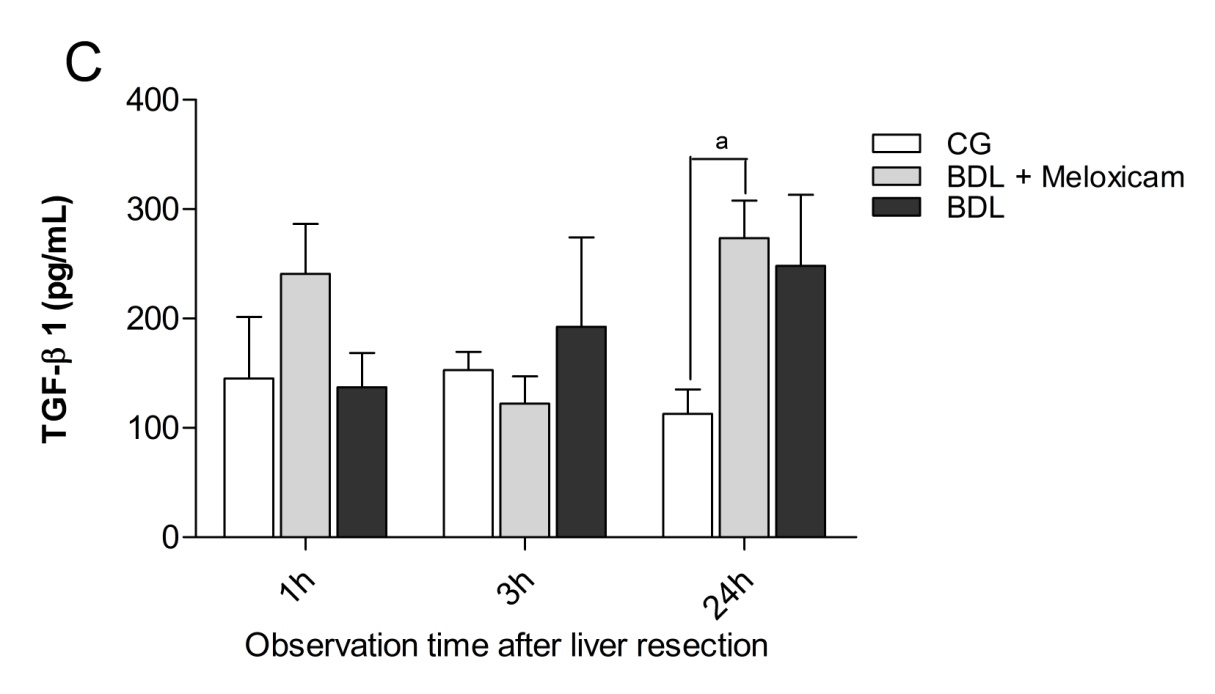 C
TGF-β 1 (pg/mL)
400
300
200
100
0
a
CG
BDL + Meloxicam
BDL
1h
3h
24h
Observation time after liver resection